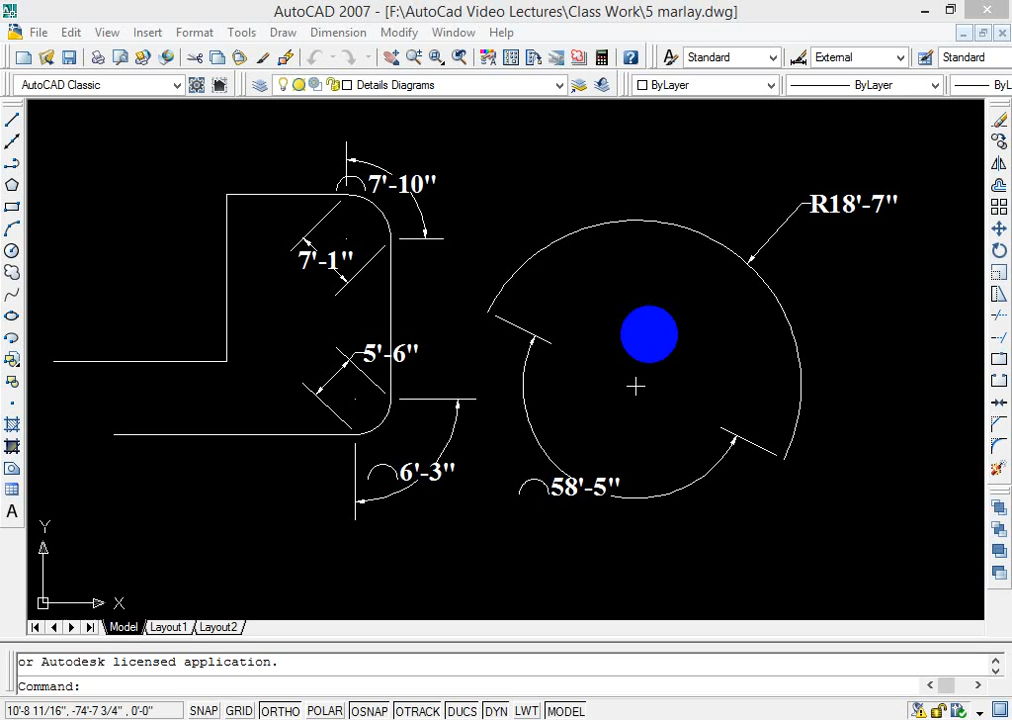 AutoCAD 2007 - [F:\AutoCad Video Lectures\Class Work\5 marlay.dwg]
File Edit View Insert Format Tools Draw Dimension Modify Window Help
Standard External Standard
AutoCAD Classic Details Diagrams ByLayer ByLayer ByL
7'-10"
R18'-7"
7'-1"
5'-6"
6'-3"
58'-5"
A
Y
X
Model Layout1 Layout2
or Autodesk licensed application.
Command:
10'-8 11/16", -74'-7 3/4", 0'-0" SNAP GRID ORTHO POLAR OSNAP OTRACK DUCS DYN LWT MODEL